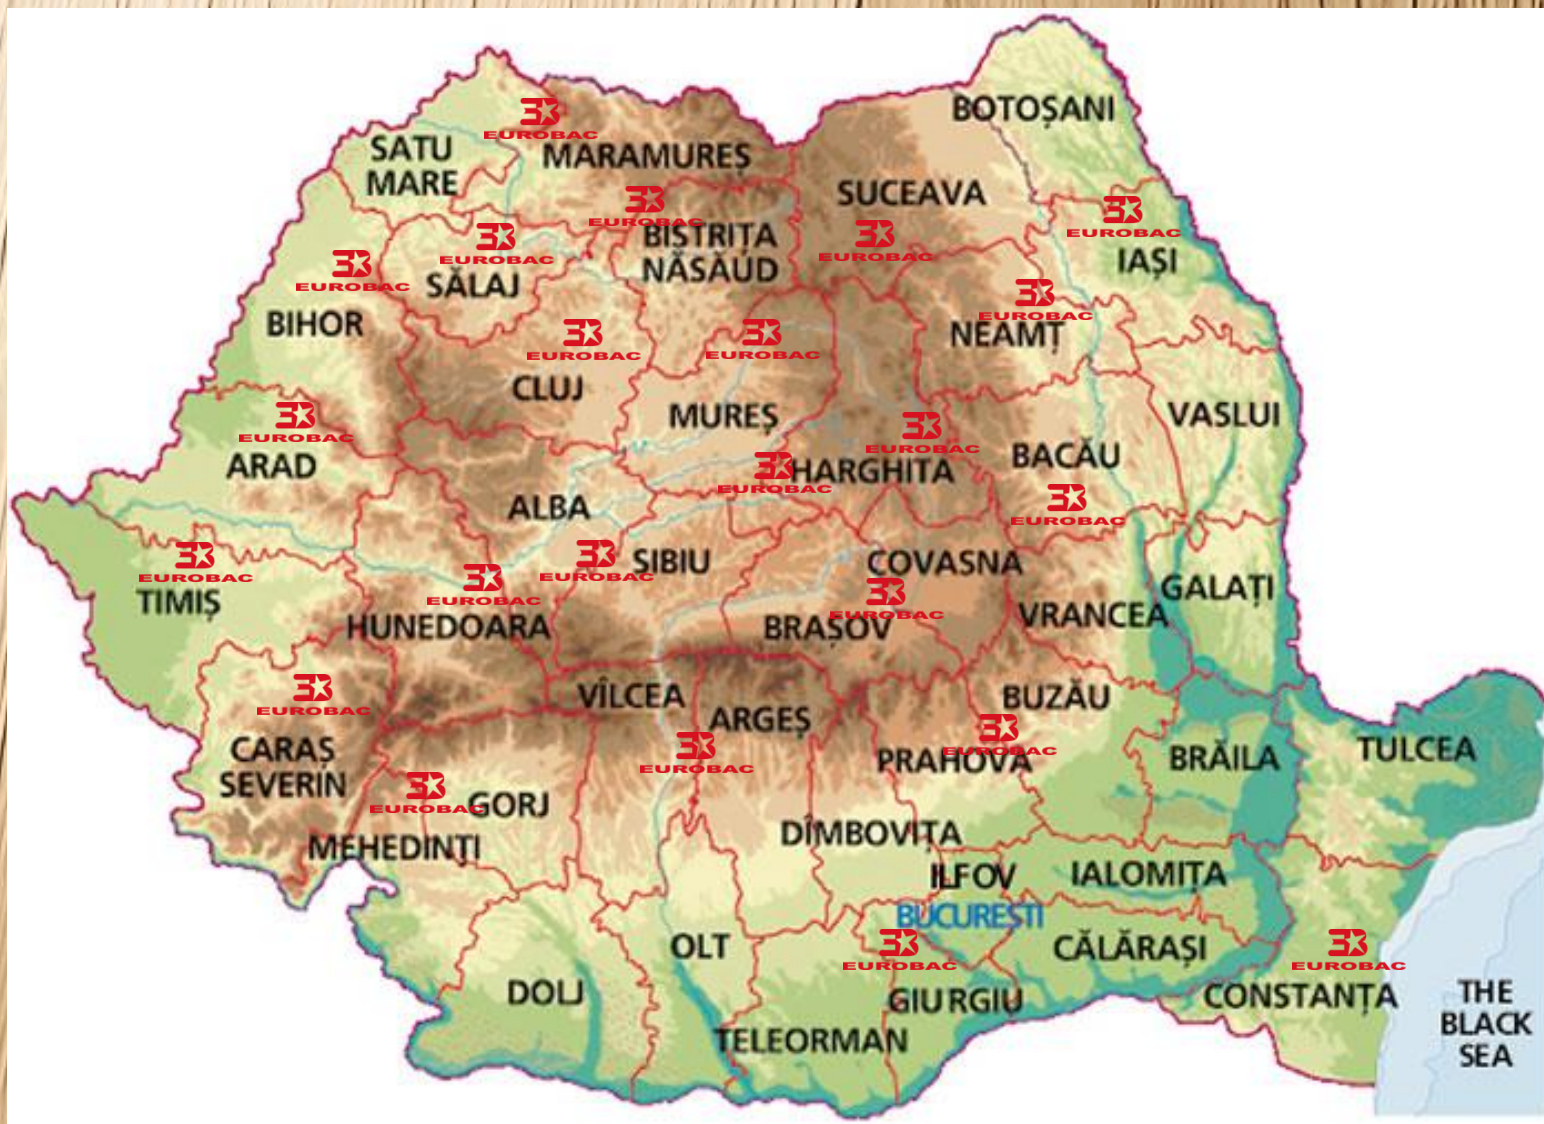 BOTOȘANI
EUROBAC
SATU
MARE
MARAMUREȘ
SUCEAVA
EUROBAC
EUROBAC
EUROBAC
BISTRIȚA
NĂSĂUD
EUROBAC
IAȘI
EUROBAC
SĂLAJ
EUROBAC
BIHOR
EUROBAC
NEAMȚ
EUROBAC
EUROBAC
CLUJ
MUREȘ
VASLUI
EUROBAC
EUROBAC
ARAD
BACĂU
HARGHITA
EUROBAC
ALBA
EUROBAC
SIBIU
COVASNA
EUROBAC
EUROBAC
TIMIȘ
EUROBAC
GALAȚI
EUROBAC
VRANCEA
HUNEDOARA
BRAȘOV
VÎLCEA
BUZĂU
EUROBAC
ARGEȘ
CARAȘ
SEVERIN
EUROBAC
PRAHOVA
EUROBAC
BRĂILA
TULCEA
EUROBAC
GORJ
MEHEDINȚI
DÎMBOVIȚA
ILFOV
IALOMIȚA
BUCURESTI
OLT
CĂLĂRAȘI
EUROBAC
EUROBAC
DOLJ
GIURGIU
CONSTANȚA
TELEORMAN
THE
BLACK
SEA